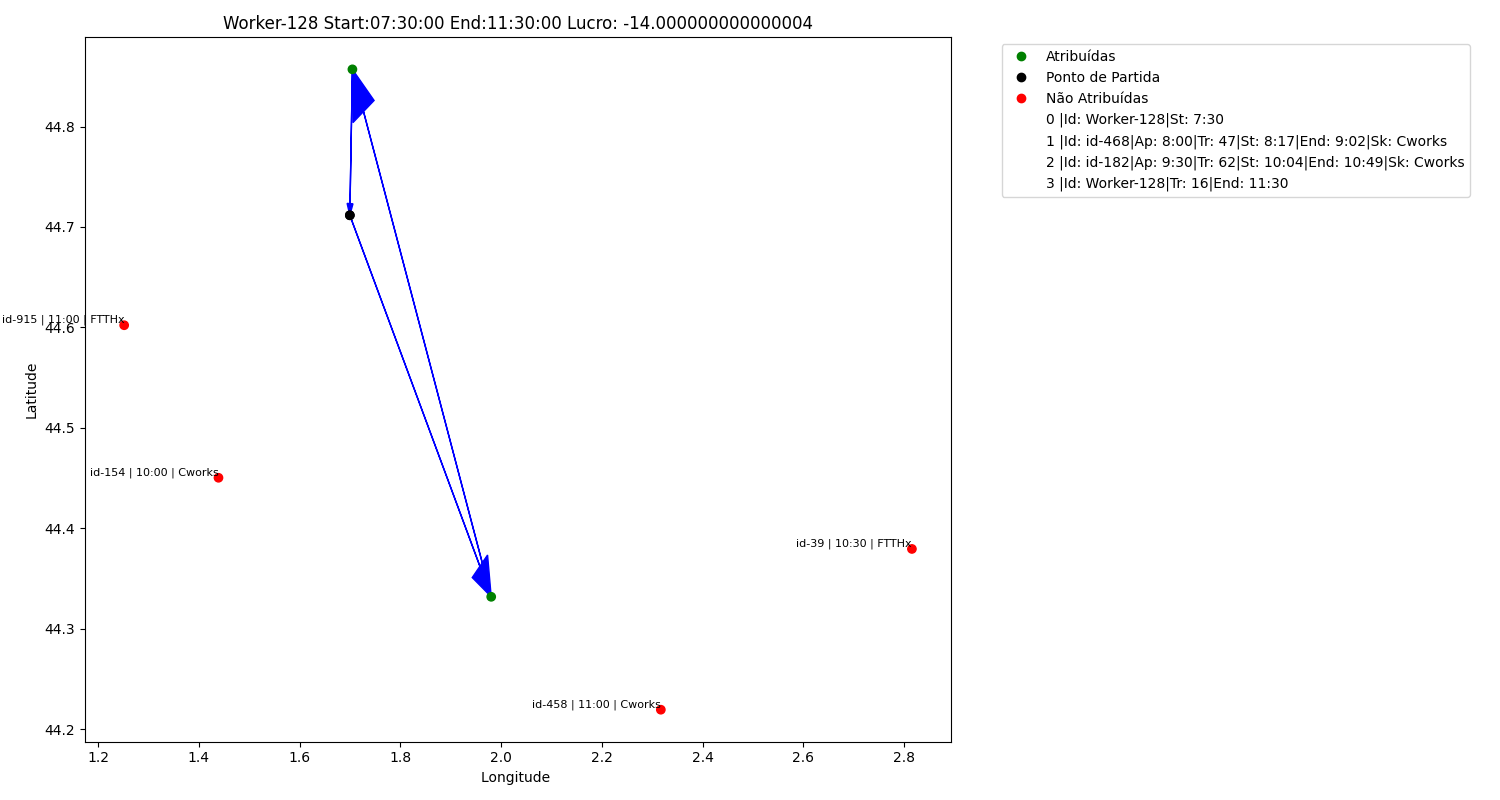 Worker-128 Start:07:30:00 End:11:30:00 Lucro: -14.000000000000004
Atribuídas
Ponto de Partida
Não Atribuídas
0 |Id: Worker-128|St: 7:30
1 |Id: id-468|Ap: 8:00|Tr: 47|St: 8:17|End: 9:02|Sk: Cworks
2 |Id: id-182|Ap: 9:30|Tr: 62|St: 10:04|End: 10:49|Sk: Cworks
3 |Id: Worker-128|Tr: 16|End: 11:30
44.8
44.7
44.6
44.5
44.4
44.3
44.2
Latitude
id-915 | 11:00 | FTTHx
id-154 | 10:00 | Cworks
id-39 | 10:30 | FTTHx
id-458 | 11:00 | Cworks
1.2 1.4 1.6 1.8 2.0 2.2 2.4 2.6 2.8
Longitude